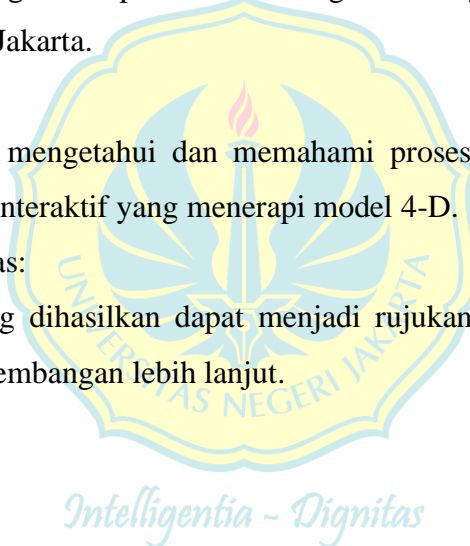 Jakarta.
mengetahui dan memahami proses
nteraktif yang menerapi model 4-D.
as:
g dihasilkan dapat menjadi rujukan
embangan lebih lanjut.
UNIVERSITAS NEGERI JAKARTA
Intelligentia - Dignitas